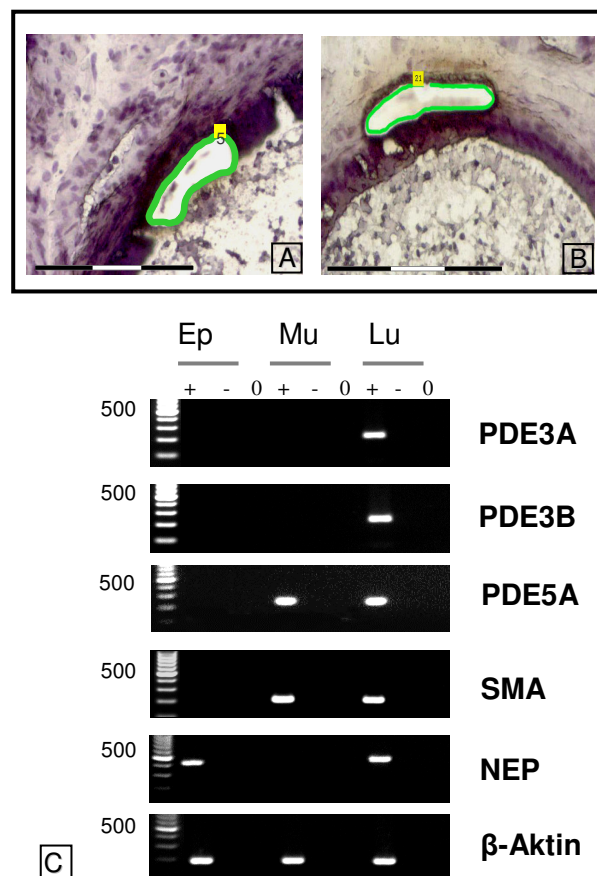 5
21
A
B
Ep Mu Lu
+ - 0 + - 0 + - 0
500 PDE3A
500 PDE3B
500 PDE5A
500 SMA
500 NEP
500 β-Aktin
C